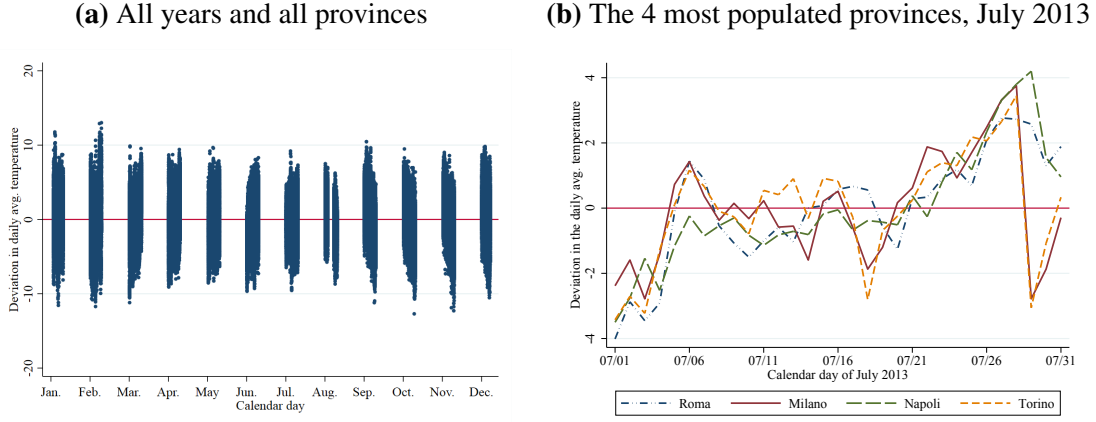 (a) All years and all provinces
Deviation in daily avg. temperature
20
10
0
-10
-20
Jan. Feb. Mar. Apr. May Jun. Jul. Aug. Sep. Oct. Nov. Dec.
Calendar day
(b) The 4 most populated provinces, July 2013
Deviation in the daily avg. temperature
4
2
0
-2
-4
07/01 07/06 07/11 07/16 07/21 07/26 07/31
Calendar day of July 2013
Roma Milano Napoli Torino